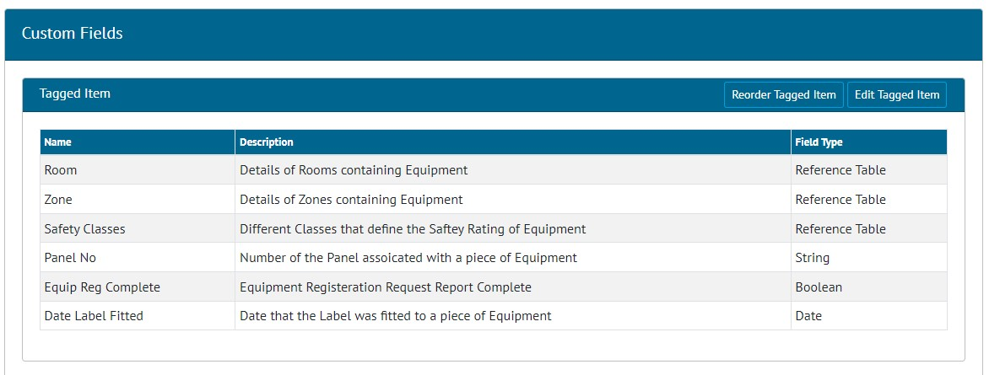 Custom Fields
Tagged Item Reorder Tagged Item Edit Tagged Item
Name Description Field Type
Room Details of Rooms containing Equipment Reference Table
Zone Details of Zones containing Equipment Reference Table
Safety Classes Different Classes that define the Saftey Rating of Equipment Reference Table
Panel No Number of the Panel assoicated with a piece of Equipment String
Equip Reg Complete Equipment Registeration Request Report Complete Boolean
Date Label Fitted Date that the Label was fitted to a piece of Equipment Date